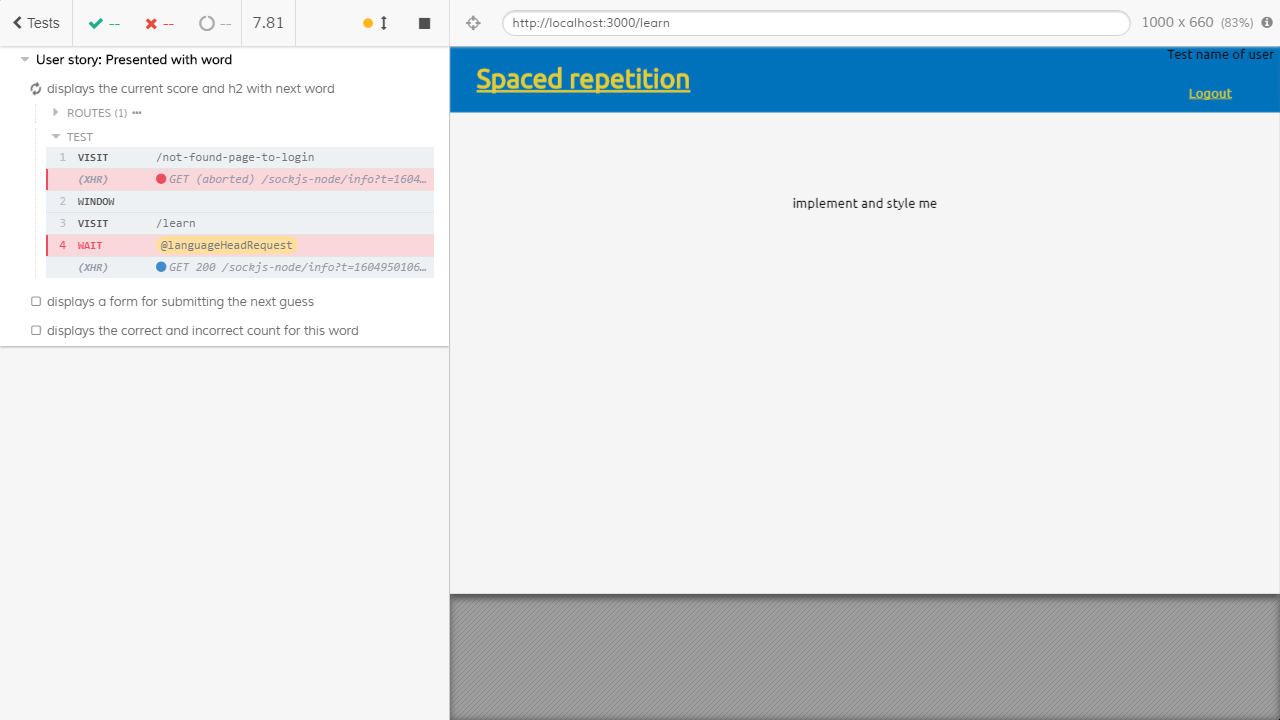 Tests -- -- -- 7.81
http://localhost:3000/learn 1000 x 660 (83%)
User story: Presented with word
displays the current score and h2 with next word
ROUTES (1)
TEST
1 VISIT /not-found-page-to-login
(XHR) GET (aborted) /sockjs-node/info?t=1604…
2 WINDOW
3 VISIT /learn
4 WAIT @languageHeadRequest
(XHR) GET 200 /sockjs-node/info?t=1604950106…
displays a form for submitting the next guess
displays the correct and incorrect count for this word
Test name of user
Spaced repetition
Logout
implement and style me